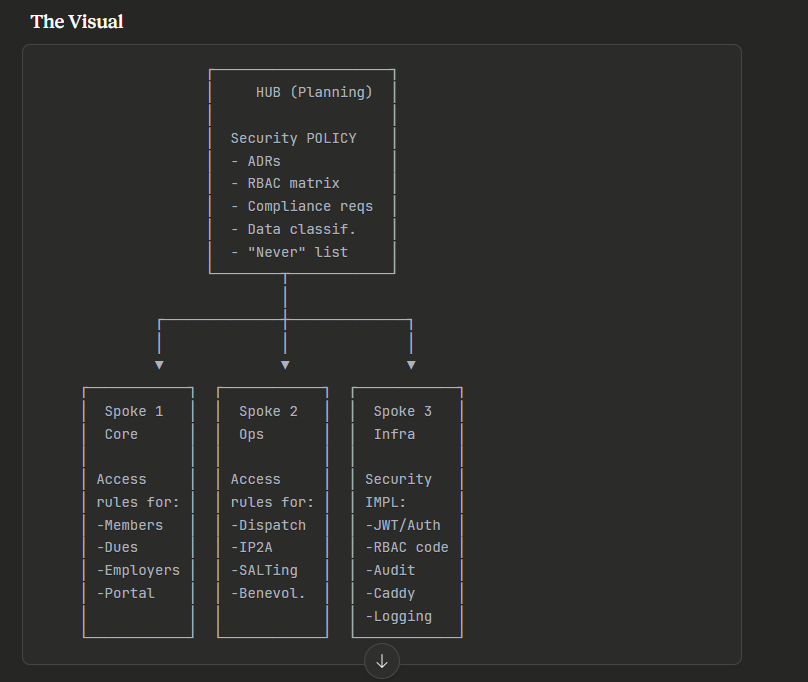 The Visual
HUB (Planning)
Security POLICY
- ADRs
- RBAC matrix
- Compliance reqs
- Data classif.
- "Never" list
Spoke 1
Core
Access
rules for:
-Members
-Dues
-Employers
-Portal
Spoke 2
Ops
Access
rules for:
-Dispatch
-IP2A
-SALTing
-Benevol.
Spoke 3
Infra
Security
IMPL:
-JWT/Auth
-RBAC code
-Audit
-Caddy
-Logging